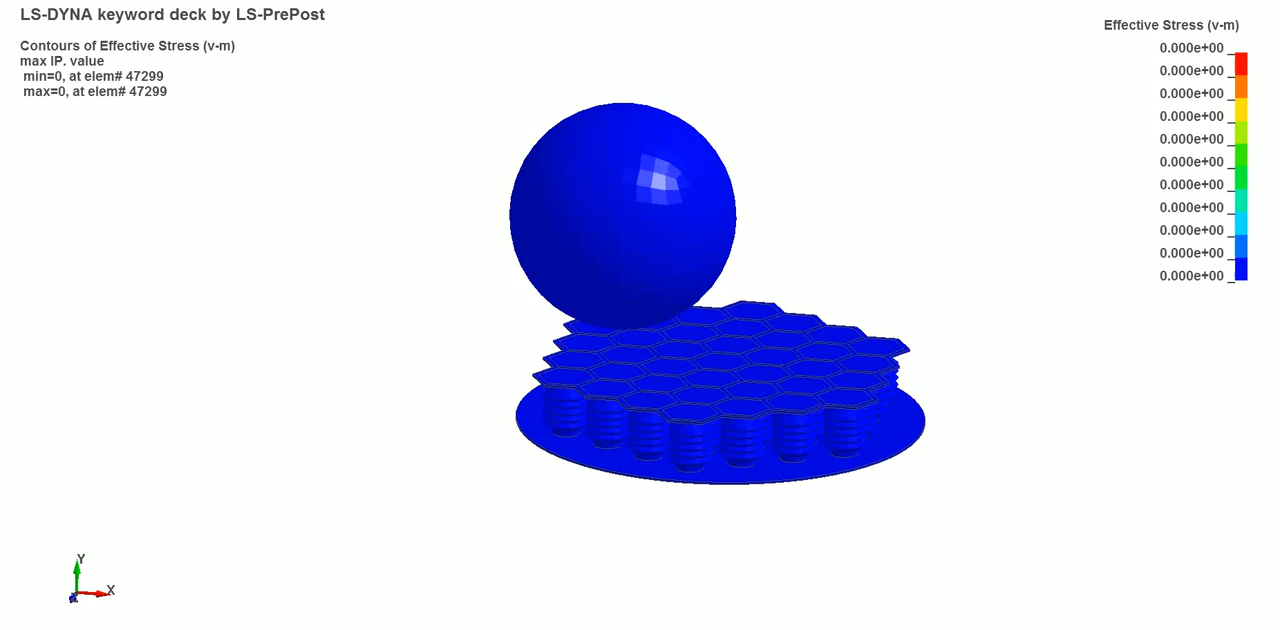 LS-DYNA keyword deck by LS-PrePost
Contours of Effective Stress (v-m)
max IP. value
min=0, at elem# 47299
max=0, at elem# 47299
Effective Stress (v-m)
0.000e+00
0.000e+00
0.000e+00
0.000e+00
0.000e+00
0.000e+00
0.000e+00
0.000e+00
0.000e+00
0.000e+00
0.000e+00
Y
X